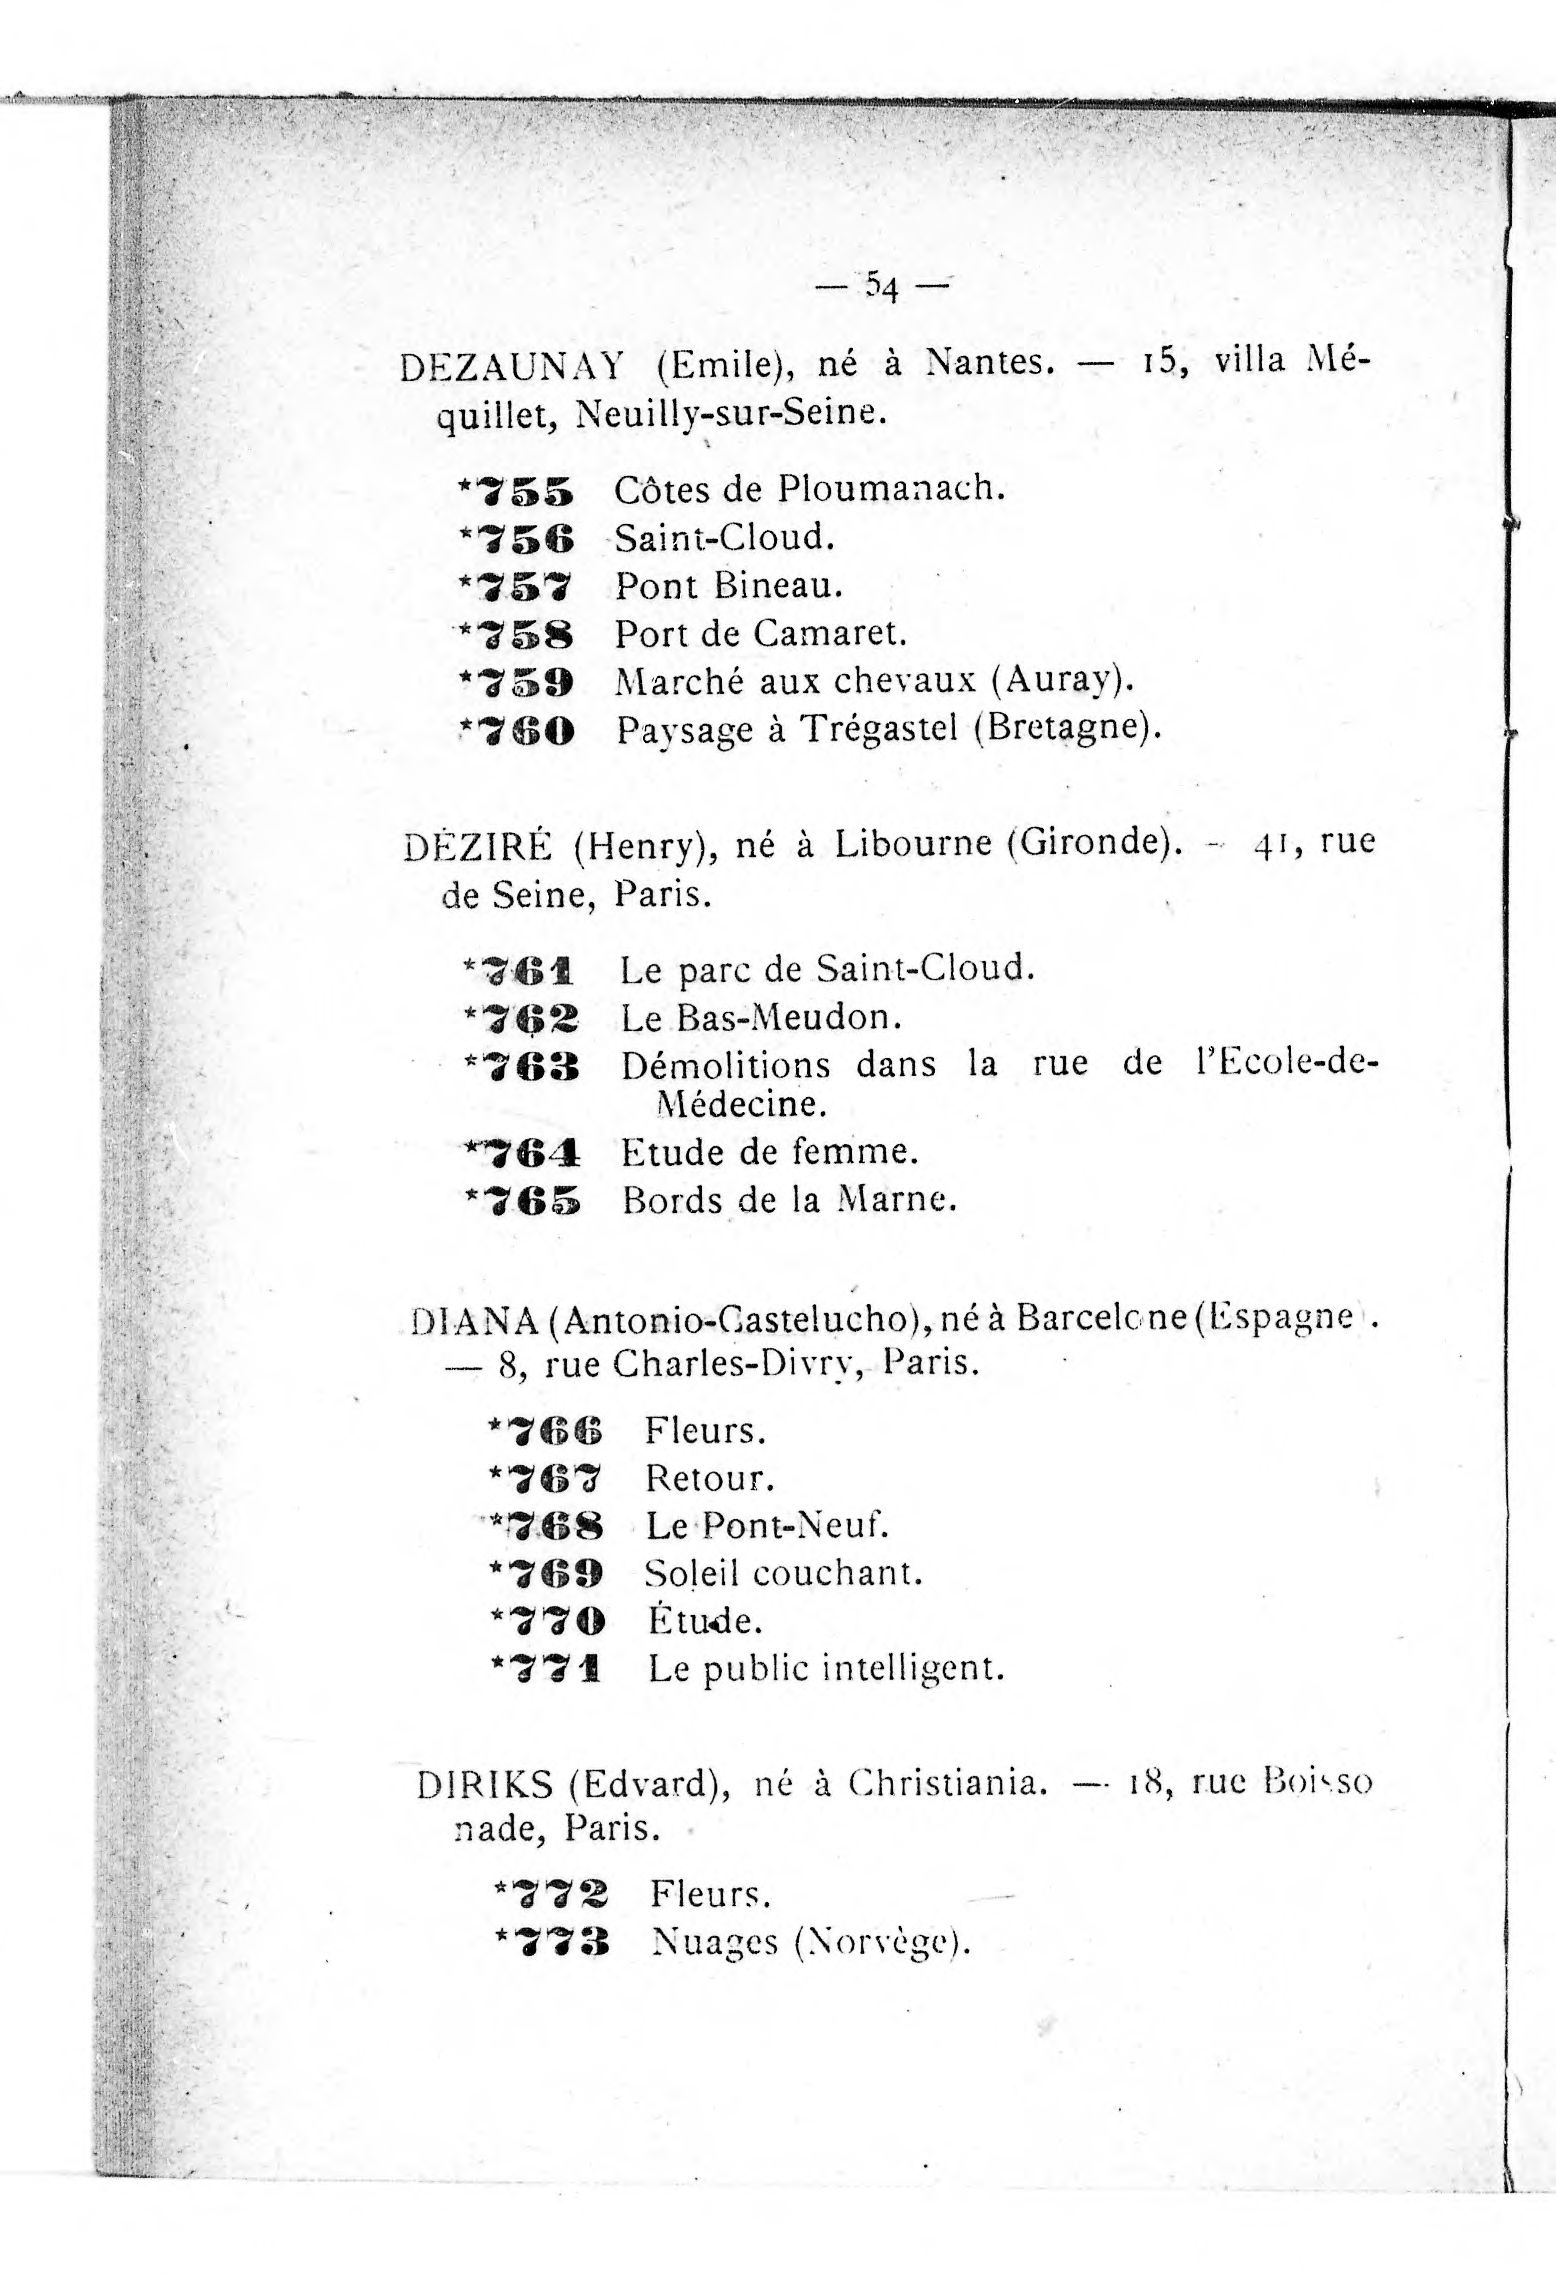 — 54 —
DEZAUNAY (Emile), né à Nantes. — 15, villa Mé-
quillet, Neuilly-sur-Seine.
*755 Côtes de Ploumanach.
*756 Saint-Cloud.
*757 Pont Bineau.
*758 Port de Camaret.
*759 Marché aux chevaux (Auray).
*760 Paysage à Trégastel (Bretagne).
DÉZIRÉ (Henry), né à Libourne (Gironde). - 41, rue
de Seine, Paris.
*761 Le parc de Saint-Cloud.
*762 Le Bas-Meudon.
*763 Démolitions dans la rue de l'Ecole-de-
Médecine.
*764 Etude de femme.
*765 Bords de la Marne.
DIANA (Antonio-Castelucho), né à Barcelone (Espagne).
— 8, rue Charles-Divry, Paris.
*766 Fleurs.
*767 Retour.
*768 Le Pont-Neuf.
*769 Soleil couchant.
*770 Étude.
*771 Le public intelligent.
DIRIKS (Edvard), né à Christiania. — 18, rue Boisso
nade, Paris.
*772 Fleurs.
*773 Nuages (Norvège).